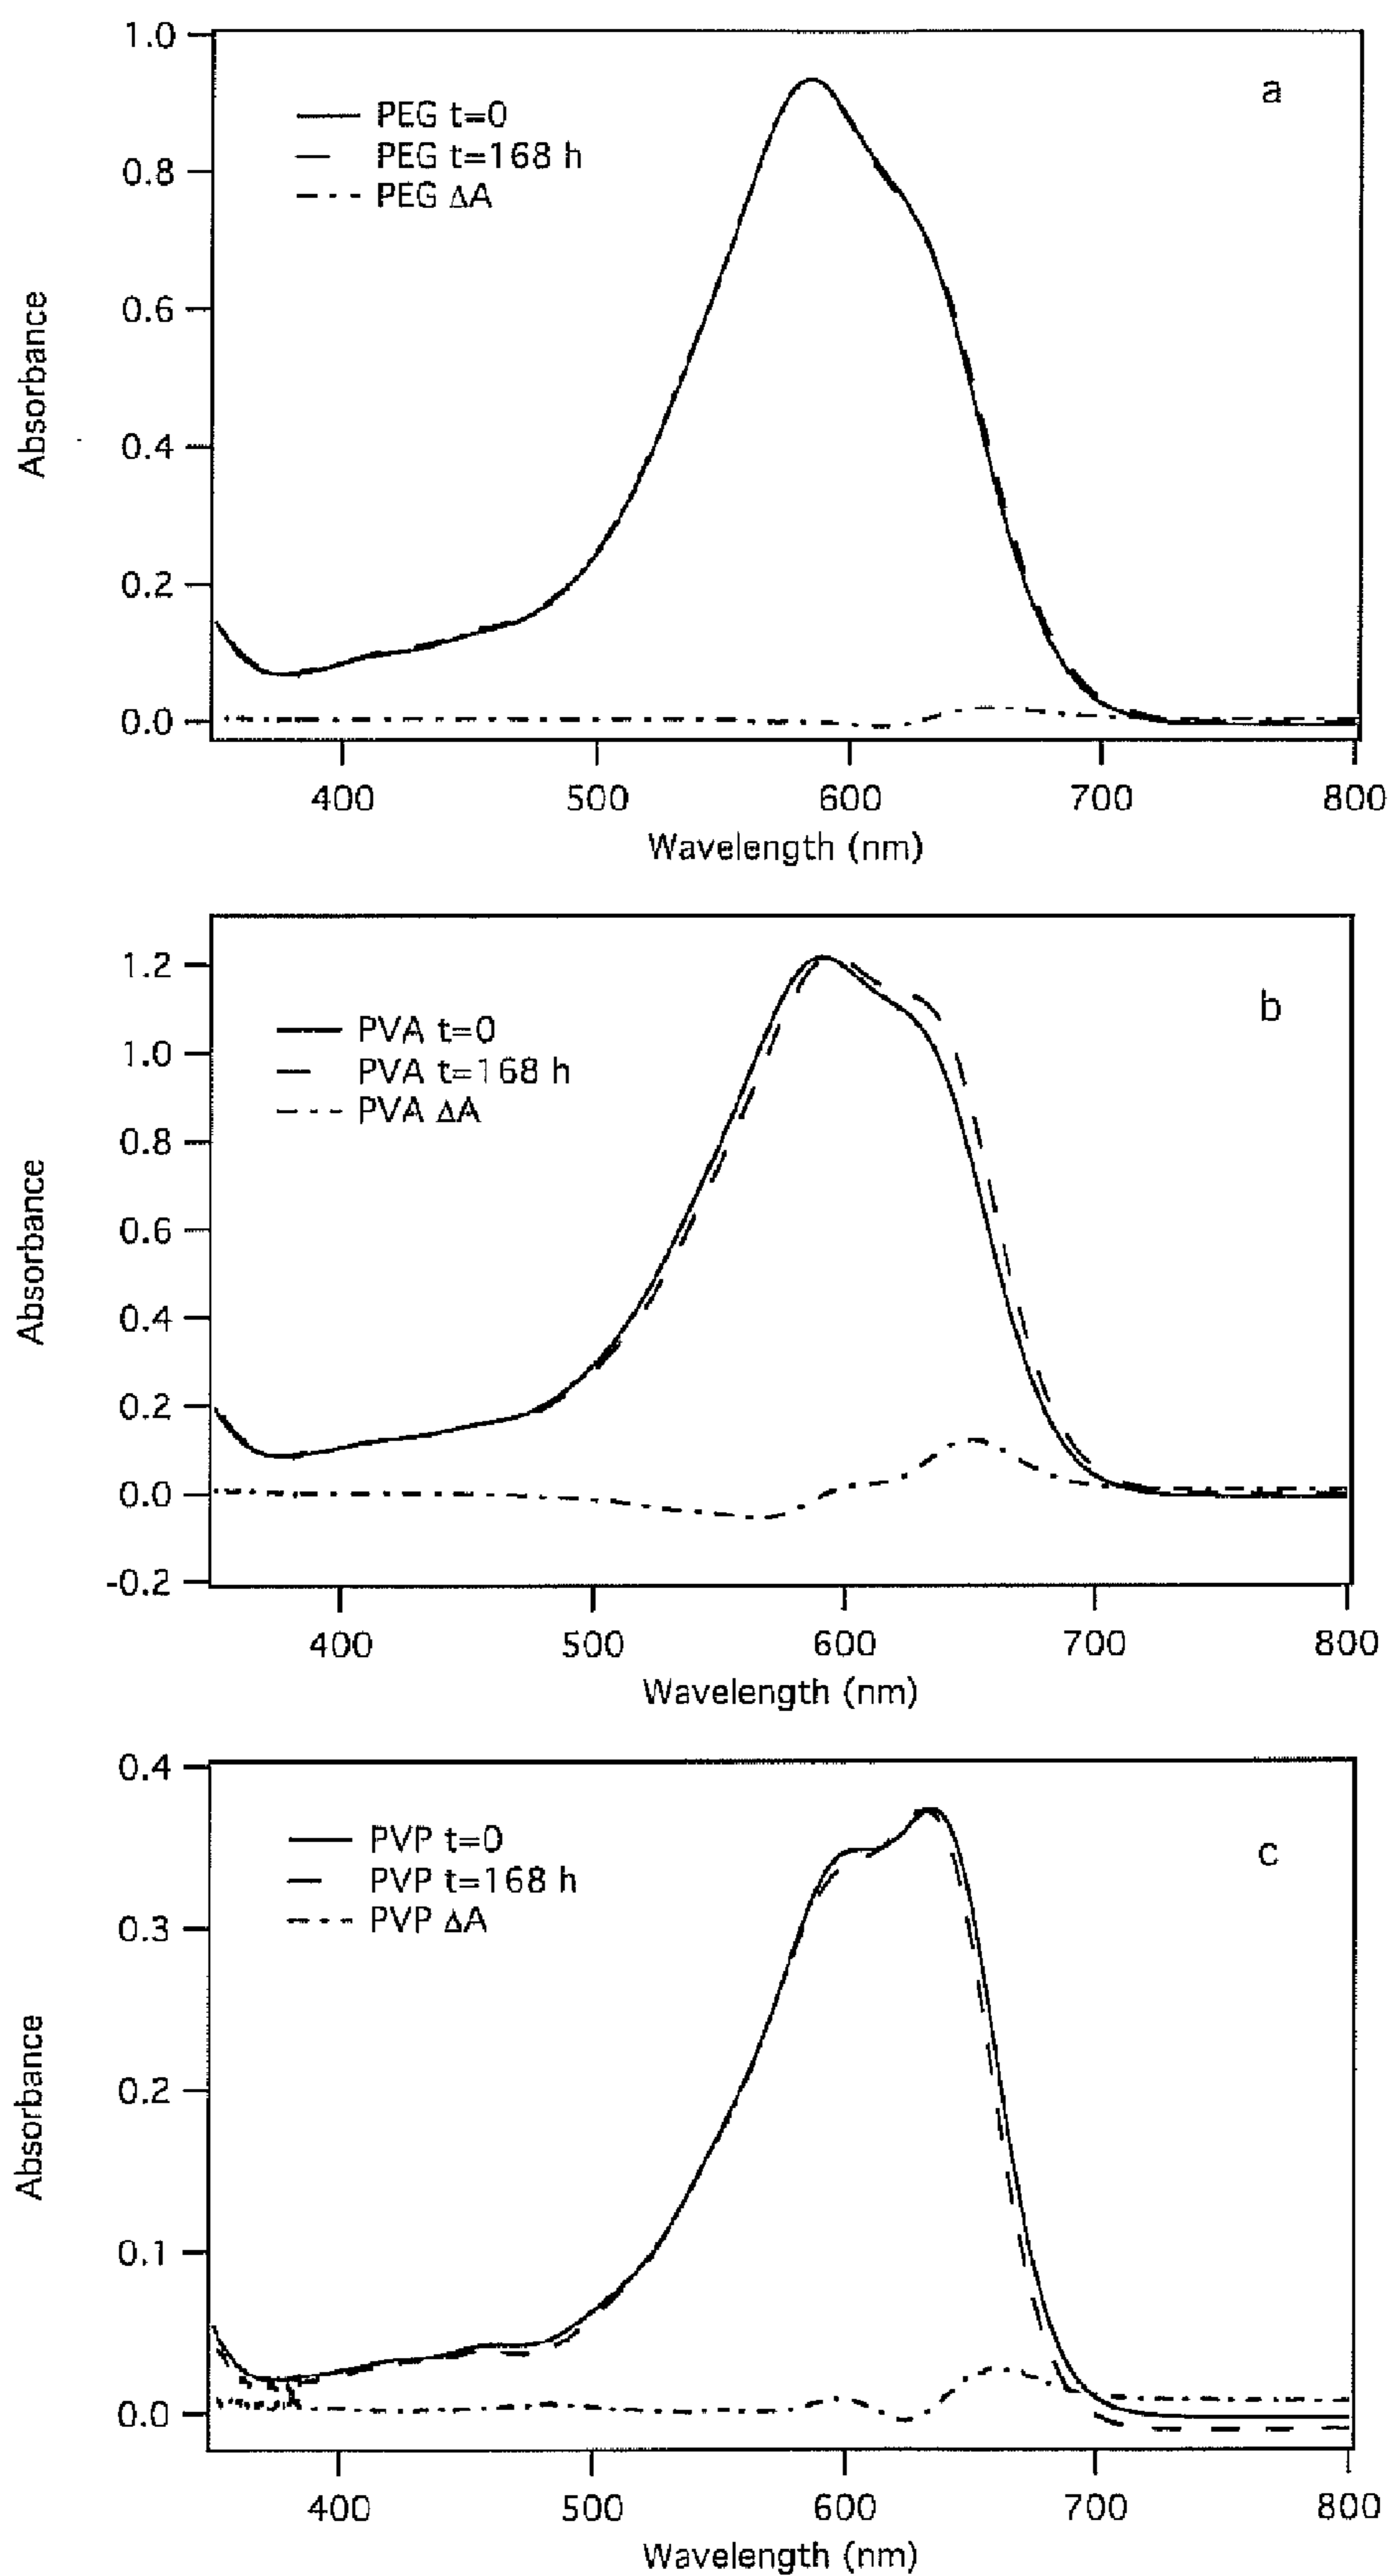 a
PEG t=0
PEG t=168 h
PEG ΔA
1.0
0.8
0.6
0.4
0.2
0.0
Absorbance
400 500 600 700 800
Wavelength (nm)
b
PVA t=0
PVA t=168 h
PVA ΔA
1.2
1.0
0.8
0.6
0.4
0.2
0.0
-0.2
Absorbance
400 500 600 700 800
Wavelength (nm)
c
PVP t=0
PVP t=168 h
PVP ΔA
0.4
0.3
0.2
0.1
0.0
Absorbance
400 500 600 700 800
Wavelength (nm)